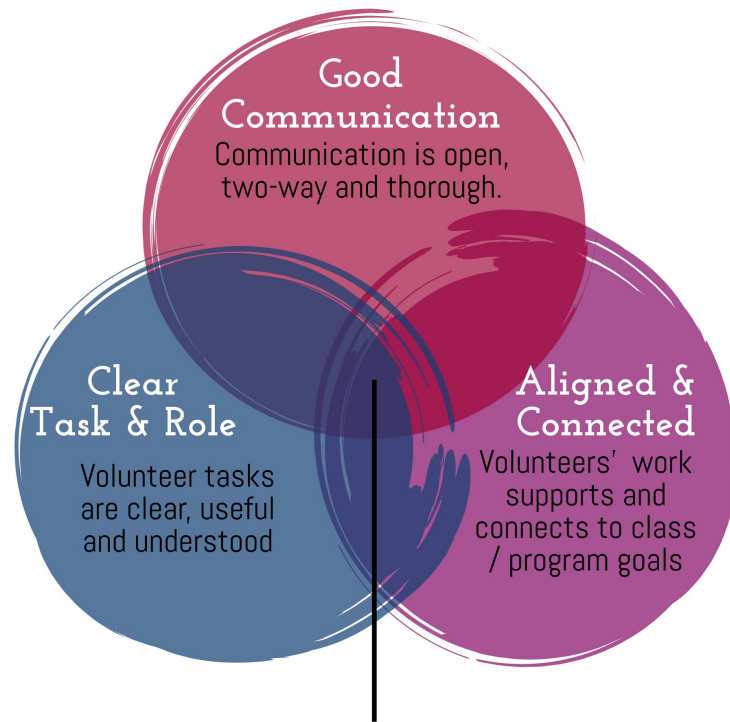 Good
Communication
Communication is open,
two-way and thorough.
Clear
Task & Role
Volunteer tasks
are clear, useful
and understood
Aligned &
Connected
Volunteers' work
supports and
connects to class
/ program goals